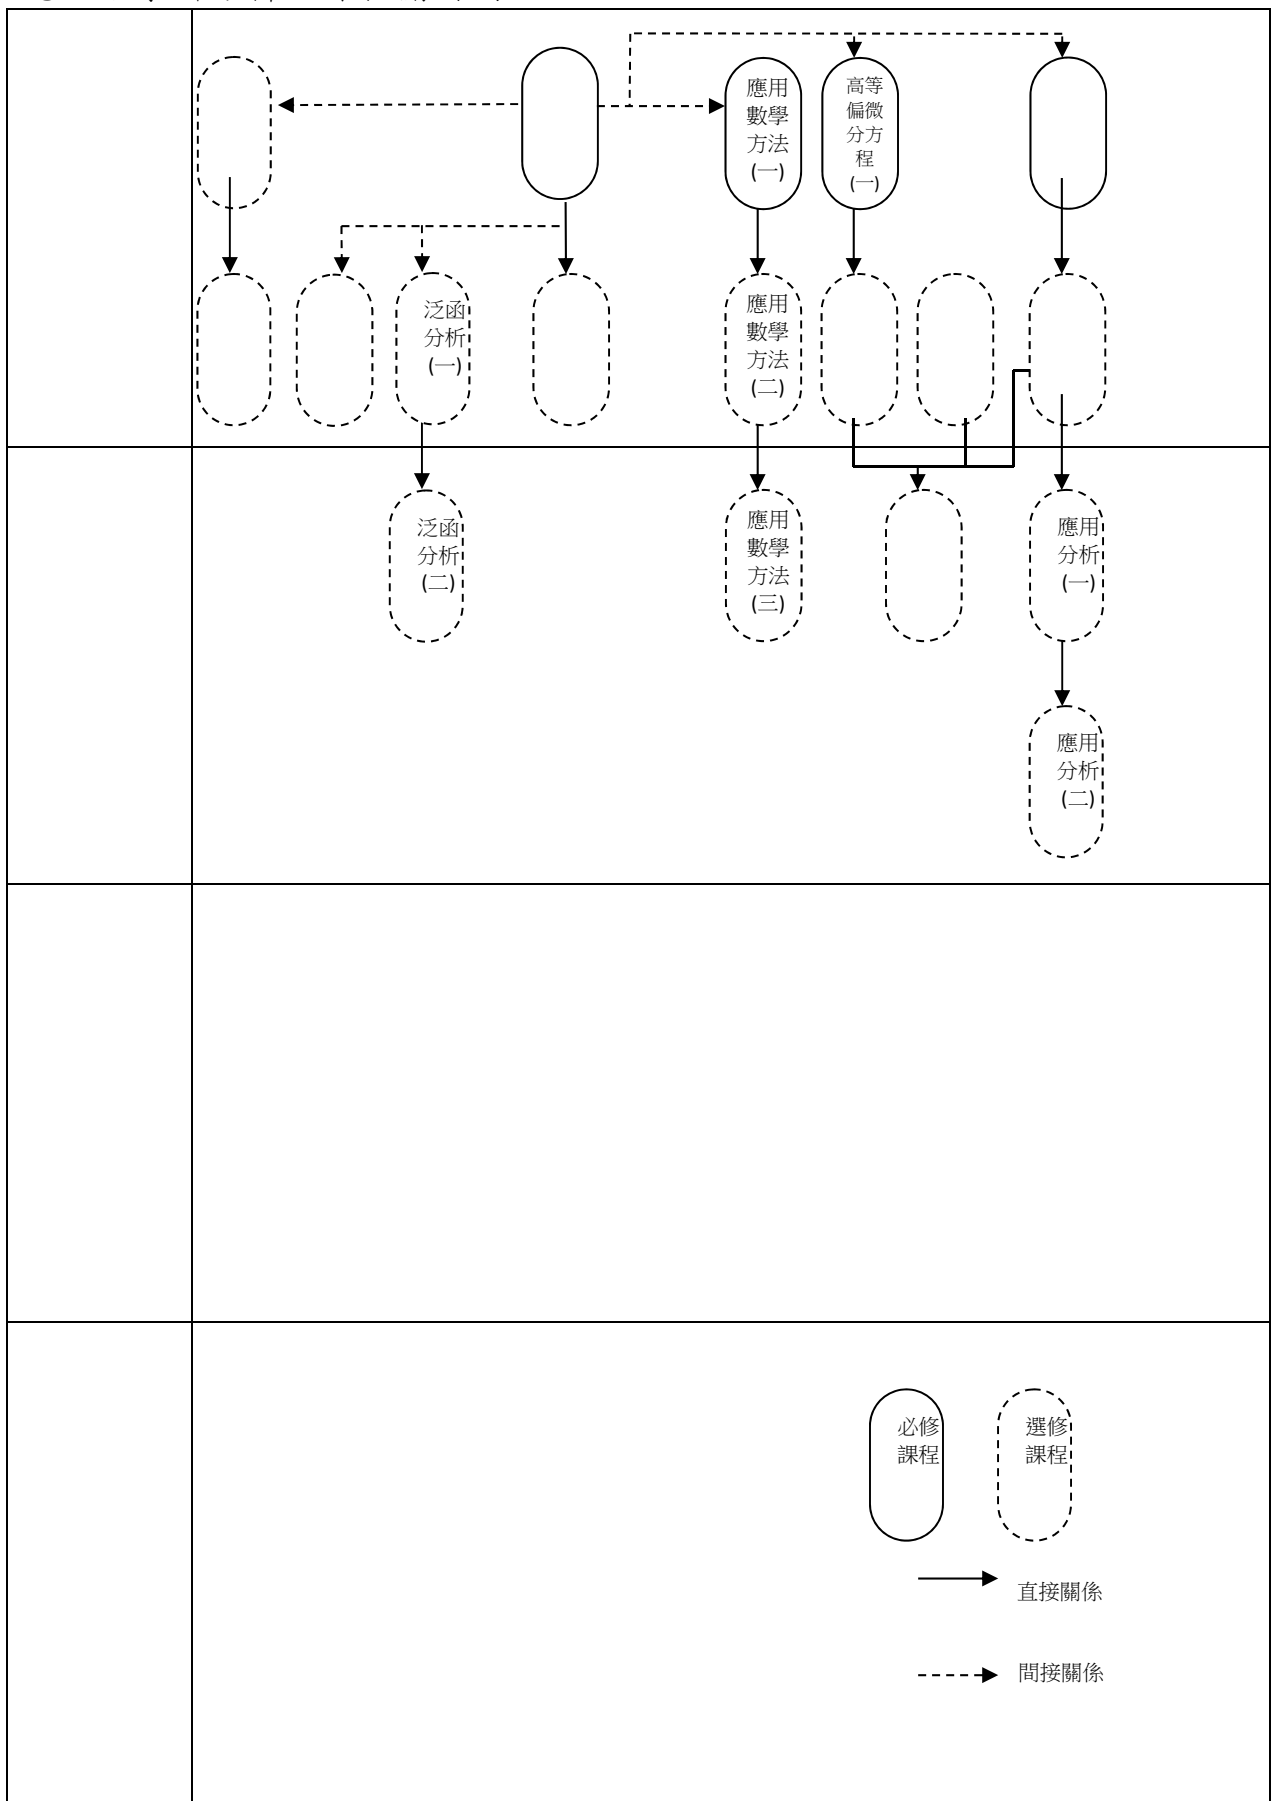 應用
數學
方法
(一)
高等
偏微
分方
程
(一)
泛函
分析
(一)
應用
數學
方法
(二)
泛函
分析
(二)
應用
數學
方法
(三)
應用
分析
(一)
應用
分析
(二)
必修
課程
選修
課程
直接關係
間接關係